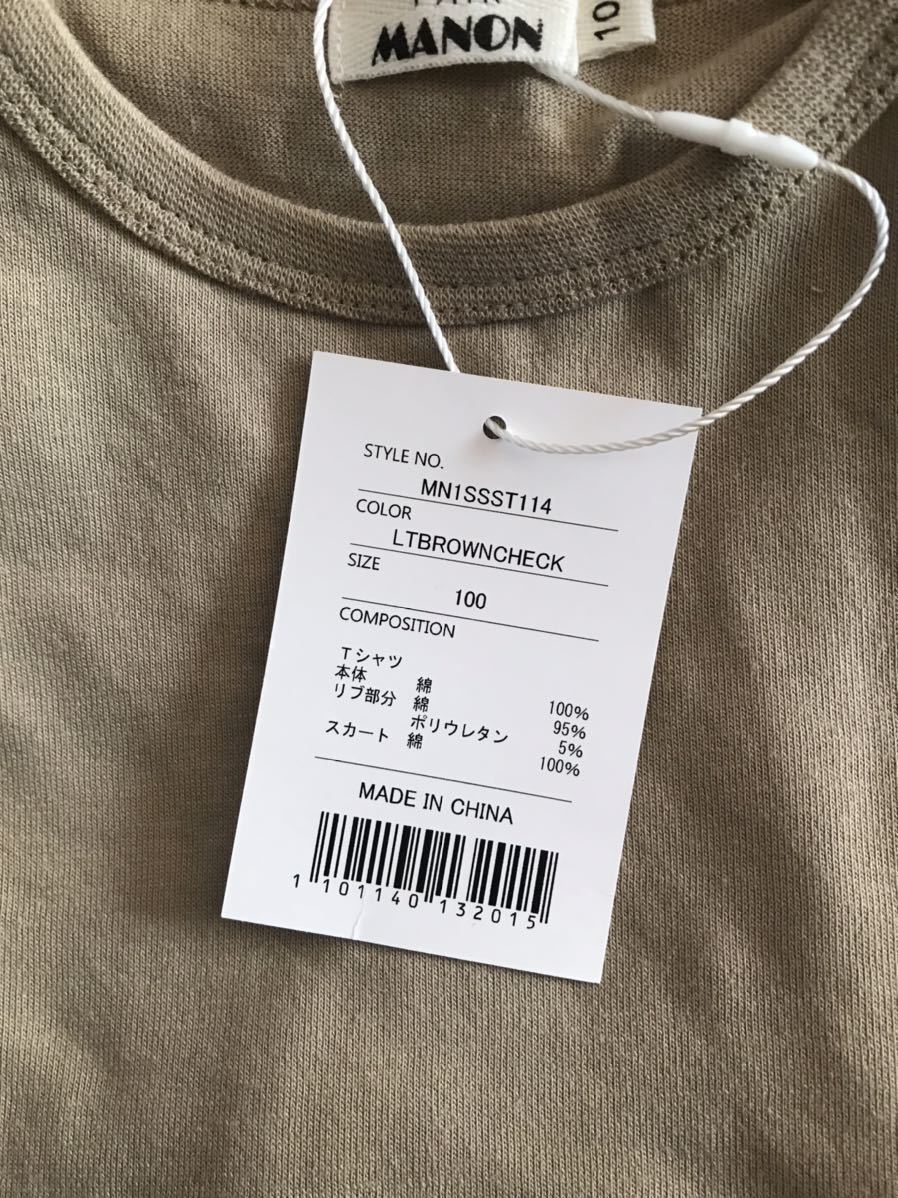 MANON
10
STYLE NO.
MN1SSST114
COLOR
LTBROWNCHECK
SIZE
100
COMPOSITION
Tシャツ
本体 綿 100%
リブ部分 綿 95%
ポリウレタン 5%
スカート 綿 100%
MADE IN CHINA
1 101140 132015